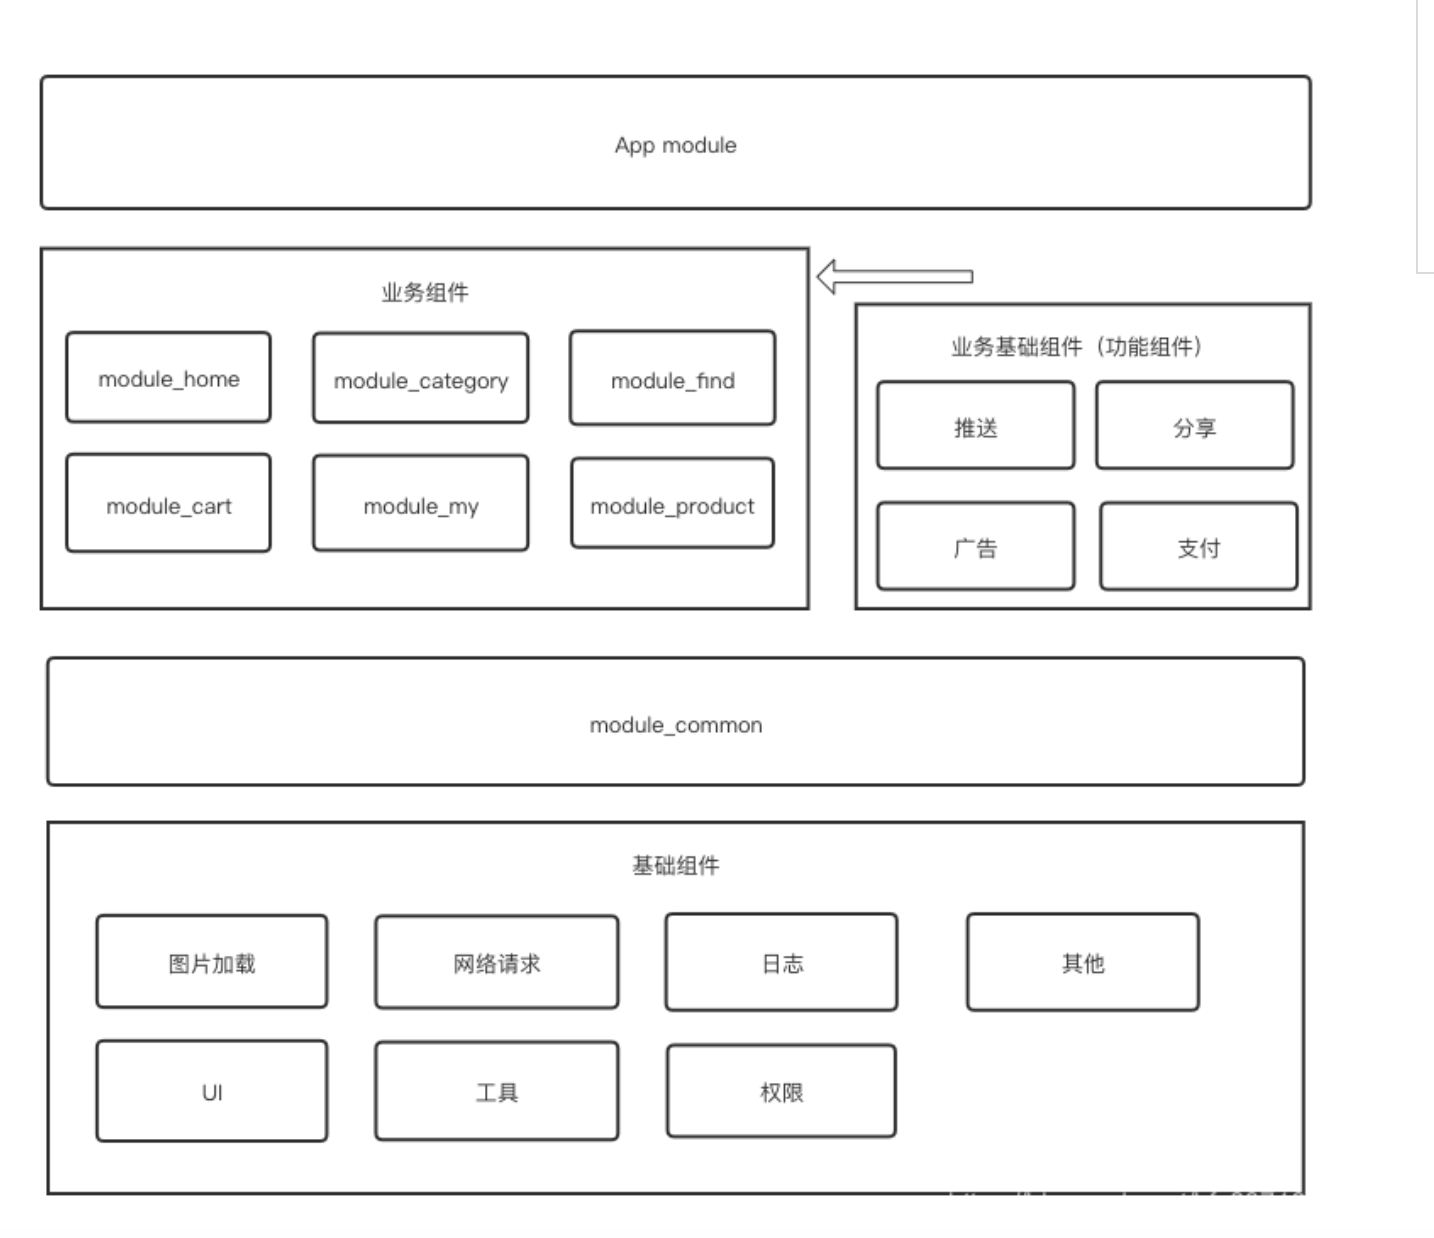 App module
业务组件
module_home
module_category
module_find
module_cart
module_my
module_product
业务基础组件（功能组件）
推送
分享
广告
支付
module_common
基础组件
图片加载
网络请求
日志
其他
UI
工具
权限